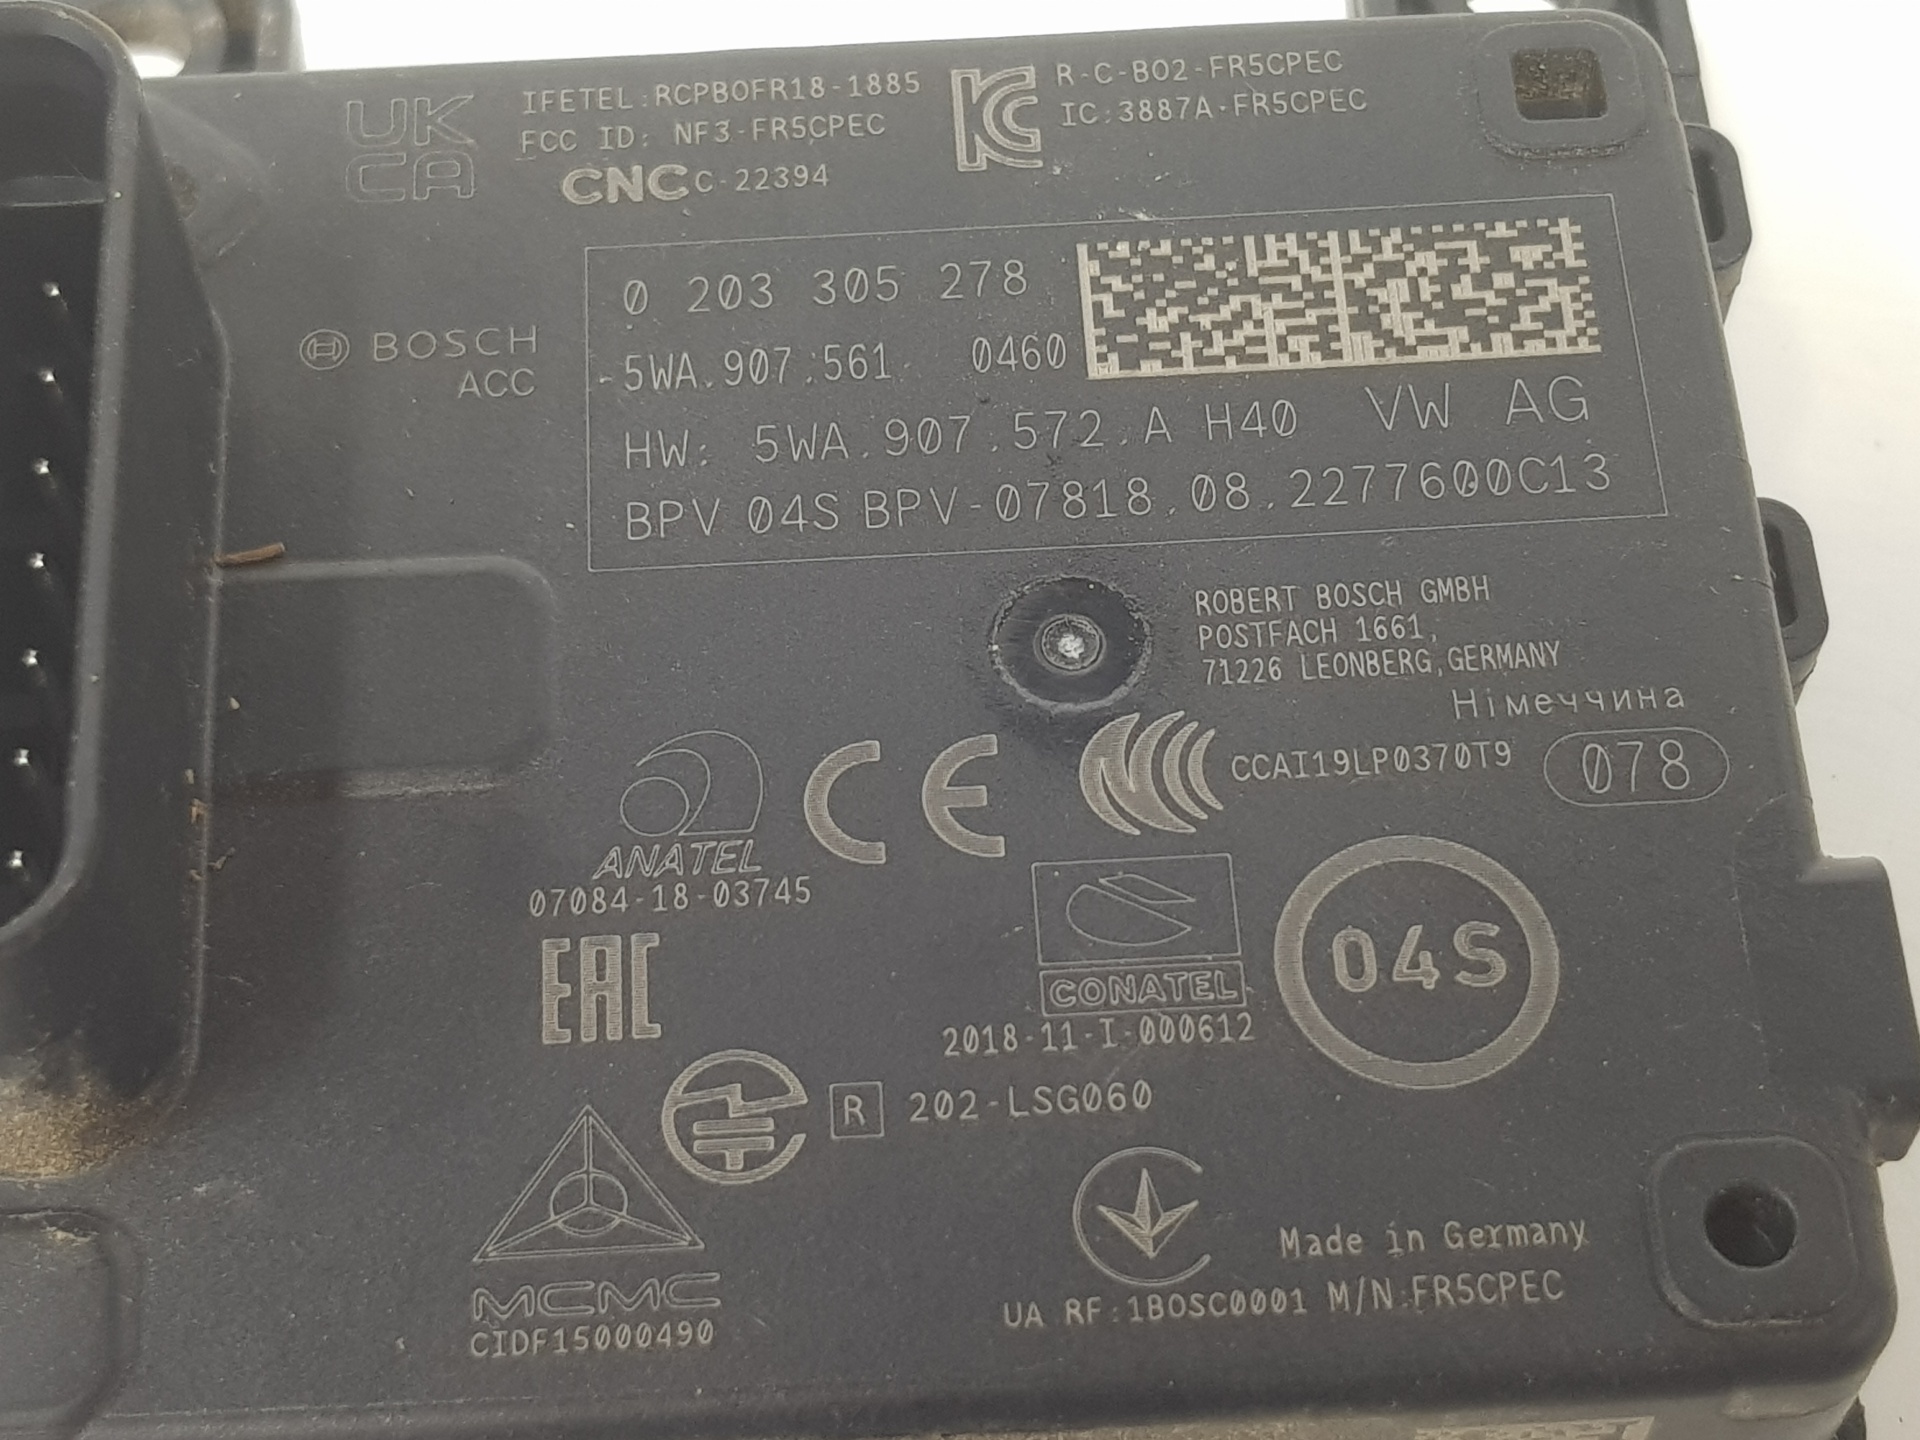 UK
CA
IFETEL:RCPBOFR18-1885
FCC ID: NF3-FR5CPEC
CNC C-22394
KC
R-C-BO2-FR5CPEC
IC:3887A-FR5CPEC
BOSCH
ACC
0 203 305 278
5WA.907.561 0460
HW: 5WA.907.572.A H40 VW AG
BPV 04S BPV-07818.08.2277600C13
ROBERT BOSCH GMBH
POSTFACH 1661,
71226 LEONBERG,GERMANY
Німеччина
ANATEL
07084-18-03745
CE
CCC
CCAI19LP0370T9
078
EAC
CONATEL
2018-11-I-000612
04S
R 202-LSG060
MCMC
CIDF15000490
Made in Germany
UA RF:1BOSC0001 M/N:FR5CPEC